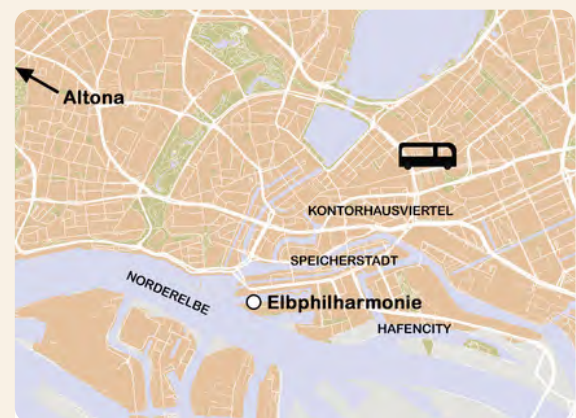 Altona
KONTORHAUSVIERTEL
SPEICHERSTADT
NORDERELBE
Elbphilharmonie
HAFENCITY